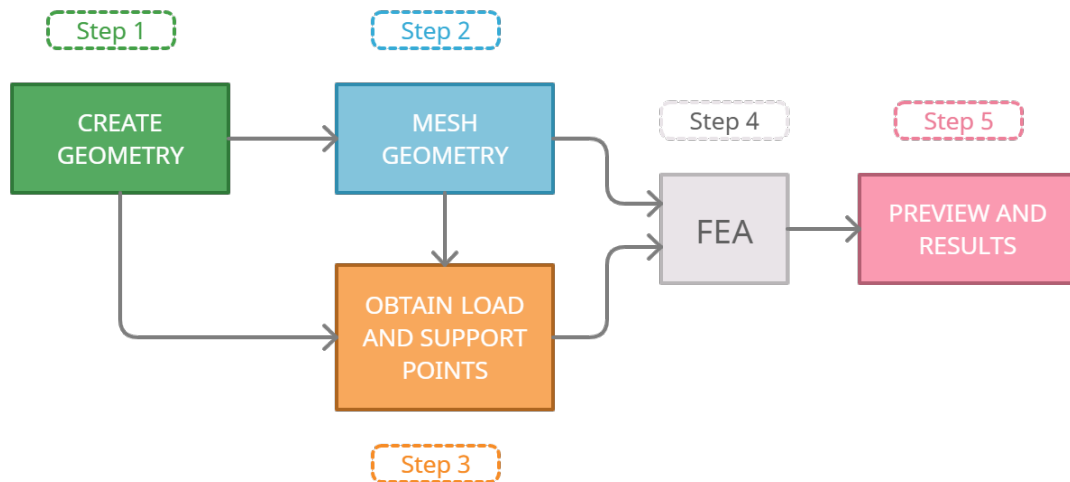 Step 1
CREATE
GEOMETRY
Step 2
MESH
GEOMETRY
OBTAIN LOAD
AND SUPPORT
POINTS
Step 3
Step 4
FEA
Step 5
PREVIEW AND
RESULTS